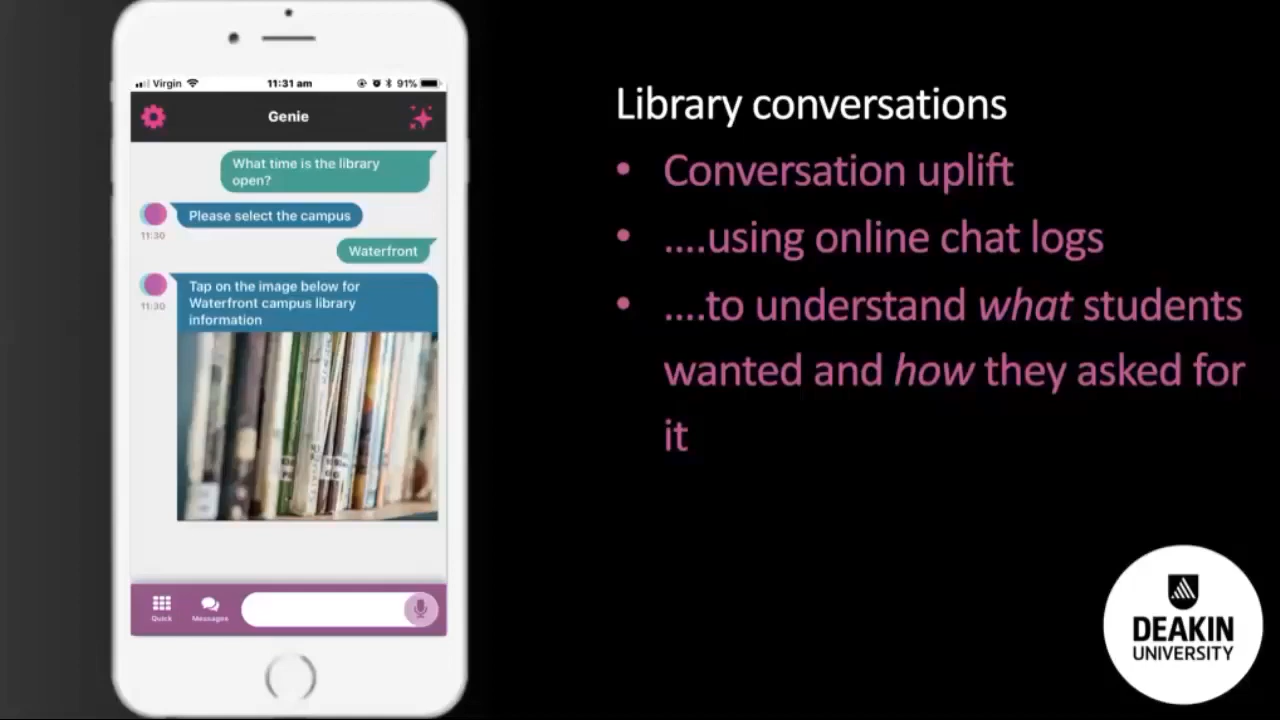 Virgin 11:31 am 91%
Genie
What time is the library
open?
Please select the campus
11:30
Waterfront
Tap on the image below for
Waterfront campus library
information
11:30
Quick Messages
Library conversations
• Conversation uplift
• ....using online chat logs
• ....to understand what students
wanted and how they asked for
it
DEAKIN
UNIVERSITY